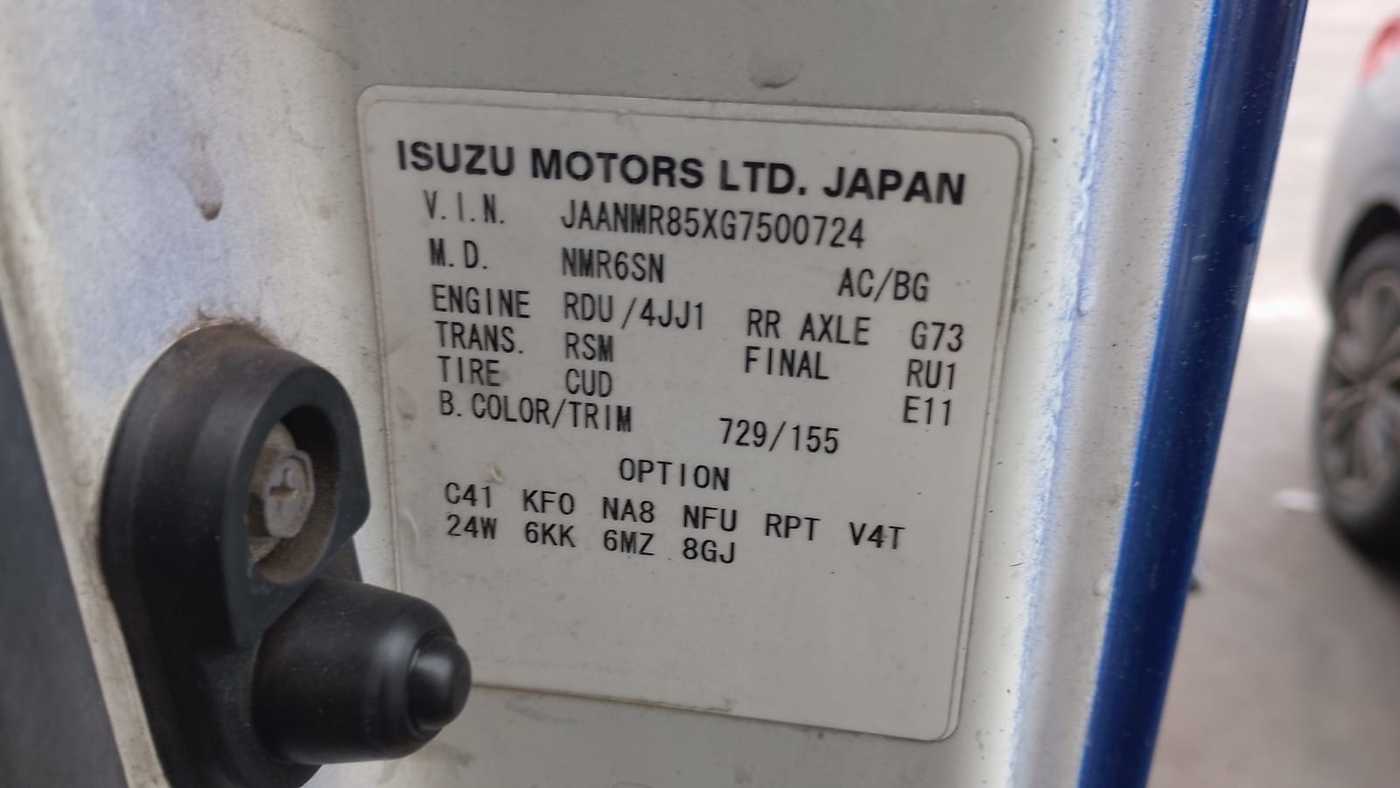 ISUZU MOTORS LTD. JAPAN
V.I.N. JAANMR85XG7500724
M.D. NMR6SN AC/BG
ENGINE RDU/4JJ1 RR AXLE G73
TRANS. RSM FINAL RU1
TIRE CUD E11
B.COLOR/TRIM 729/155
OPTION
C41 KFO NA8 NFU RPT V4T
24W 6KK 6MZ 8GJ